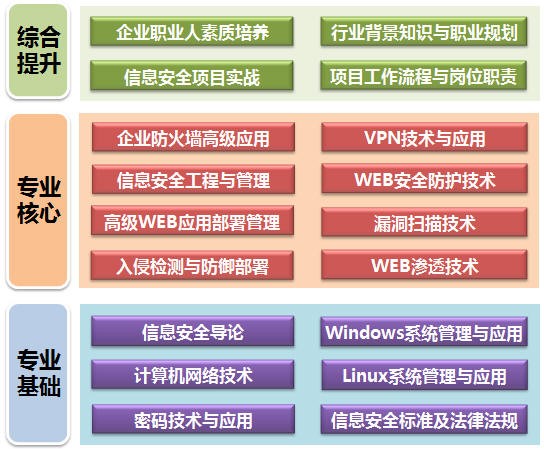 综合
提升
企业职业人素质培养
行业背景知识与职业规划
信息安全项目实战
项目工作流程与岗位职责
专业
核心
企业防火墙高级应用
VPN技术与应用
信息安全工程与管理
WEB安全防护技术
高级WEB应用部署管理
漏洞扫描技术
入侵检测与防御部署
WEB渗透技术
专业
基础
信息安全导论
Windows系统管理与应用
计算机网络技术
Linux系统管理与应用
密码技术与应用
信息安全标准及法律法规